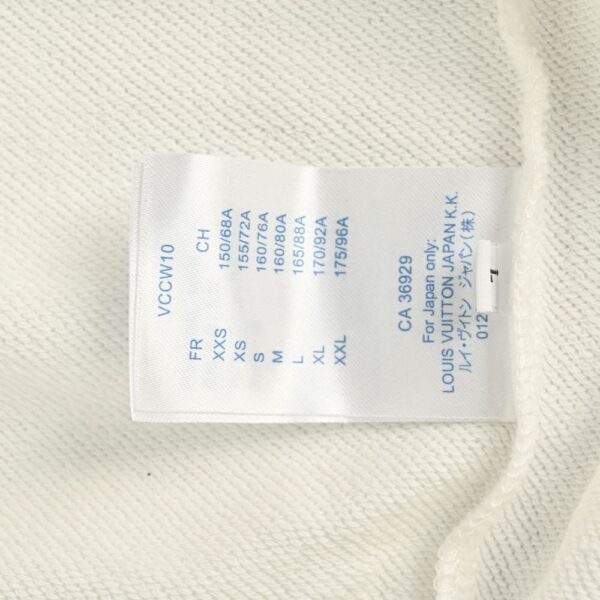 VCCW10
FR CH
XXS 150/68A
XS 155/72A
S 160/76A
M 160/80A
L 165/88A
XL 170/92A
XXL 175/96A
CA 36929
For Japan only:
LOUIS VUITTON JAPAN K.K.
ルイ・ヴィトン ジャパン(株)
012